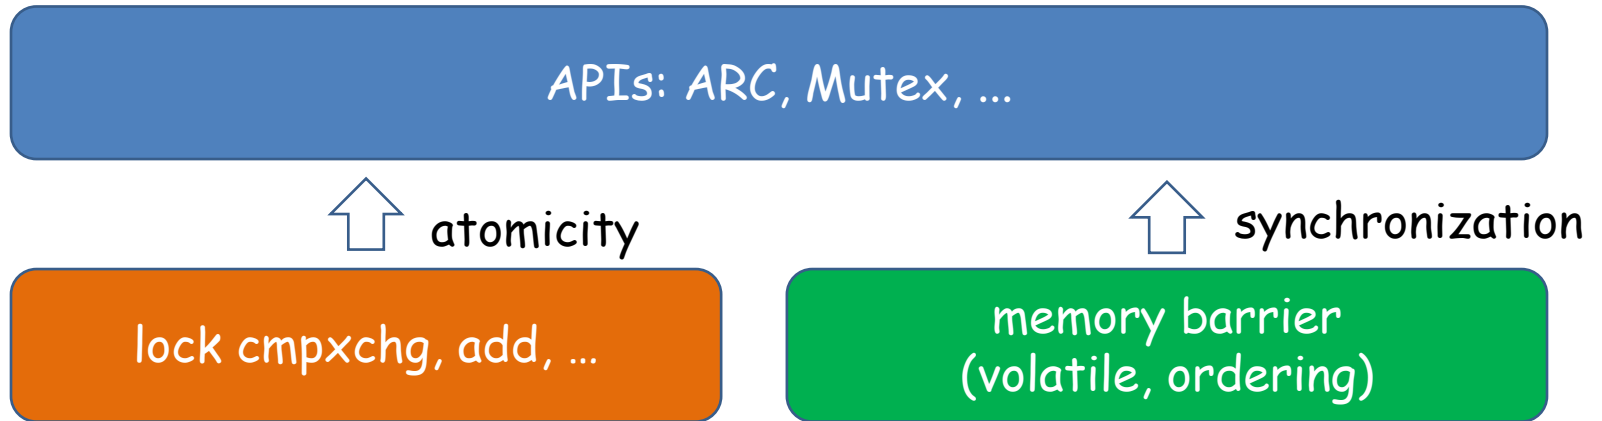 APIs: ARC, Mutex, ...
atomicity
synchronization
lock cmpxchg, add, ...
memory barrier
(volatile, ordering)